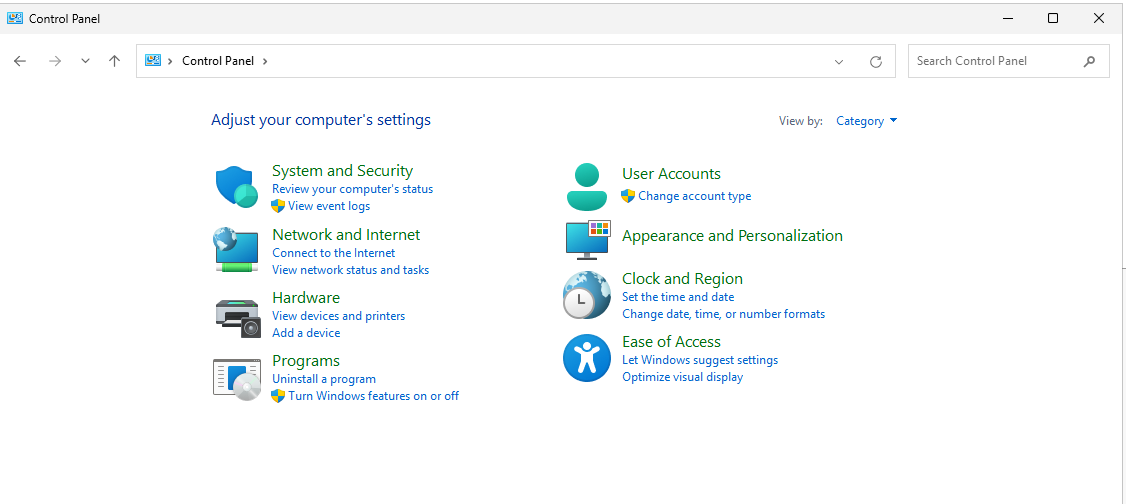 Control Panel
Control Panel
Search Control Panel
Adjust your computer's settings
View by: Category
System and Security
Review your computer's status
View event logs
Network and Internet
Connect to the Internet
View network status and tasks
Hardware
View devices and printers
Add a device
Programs
Uninstall a program
Turn Windows features on or off
User Accounts
Change account type
Appearance and Personalization
Clock and Region
Set the time and date
Change date, time, or number formats
Ease of Access
Let Windows suggest settings
Optimize visual display